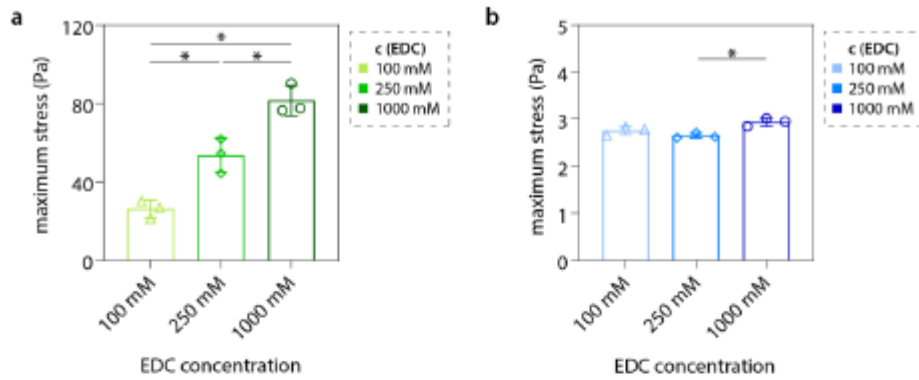 a
maximum stress (Pa)
120
80
40
0
*
*
*
100 mM
250 mM
1000 mM
EDC concentration
c (EDC)
100 mM
250 mM
1000 mM
b
maximum stress (Pa)
5
4
3
2
1
0
*
100 mM
250 mM
1000 mM
EDC concentration
c (EDC)
100 mM
250 mM
1000 mM